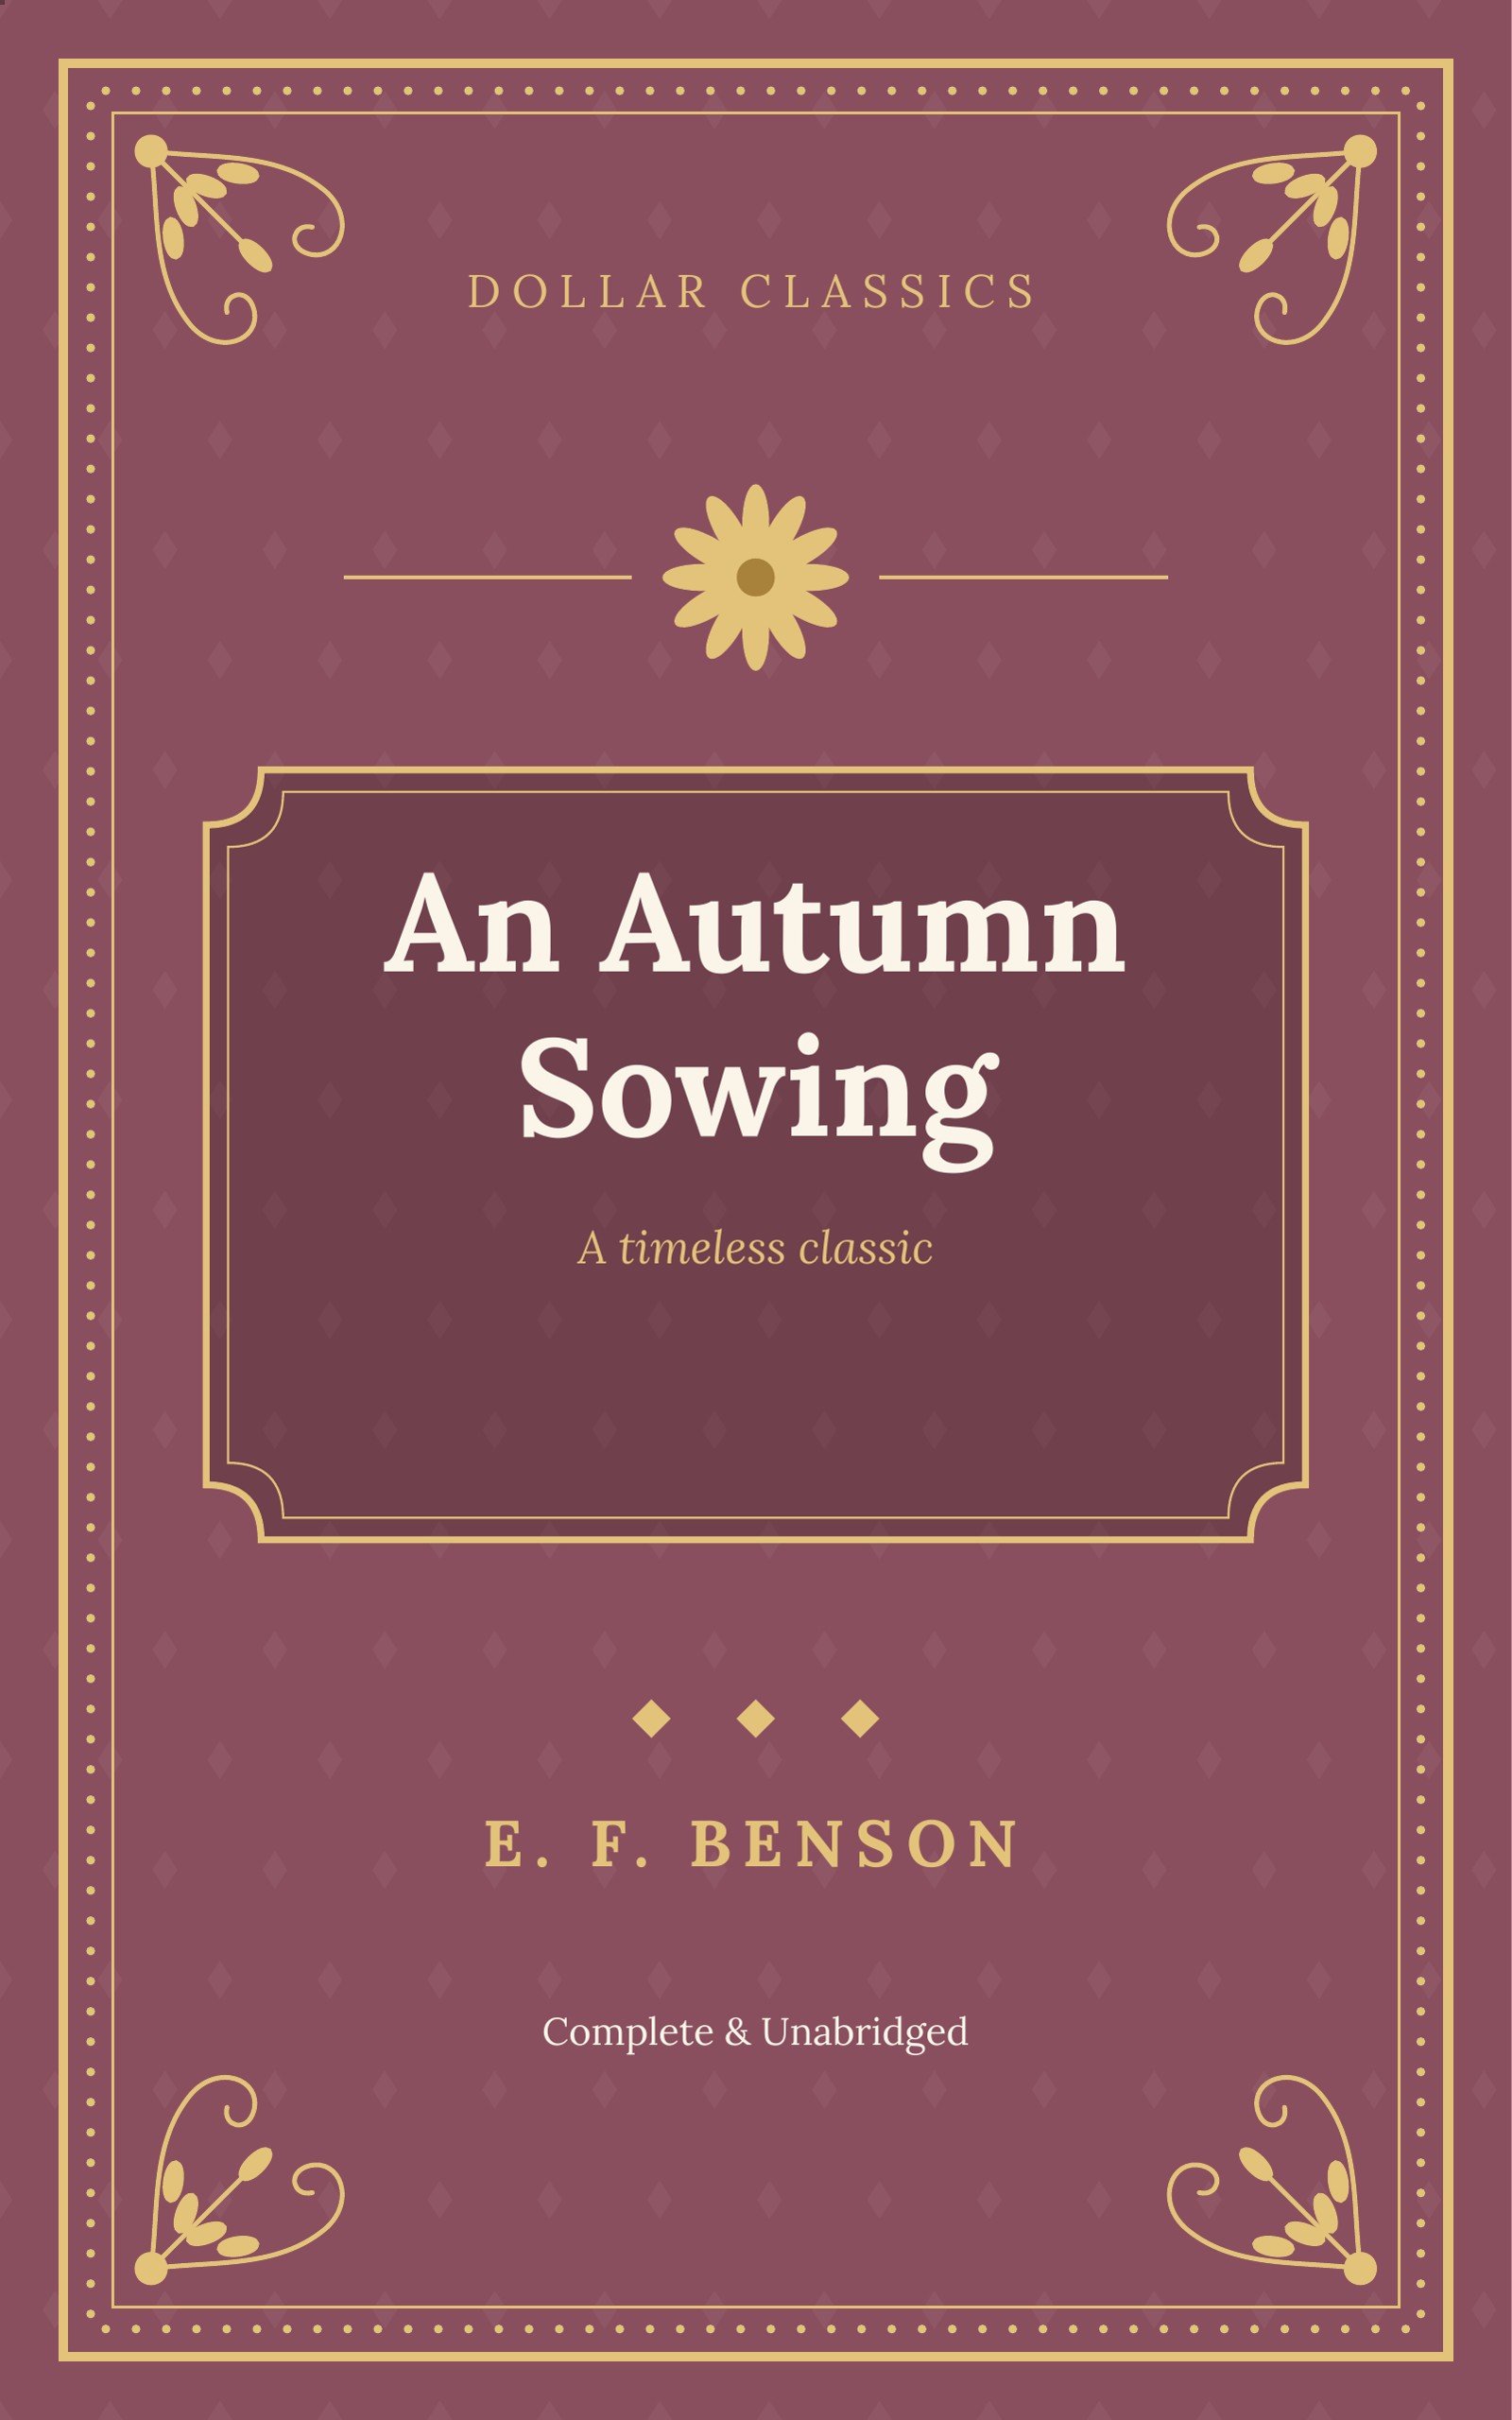 DOLLAR CLASSICS
An Autumn
Sowing
A timeless classic
E. F. BENSON
Complete & Unabridged